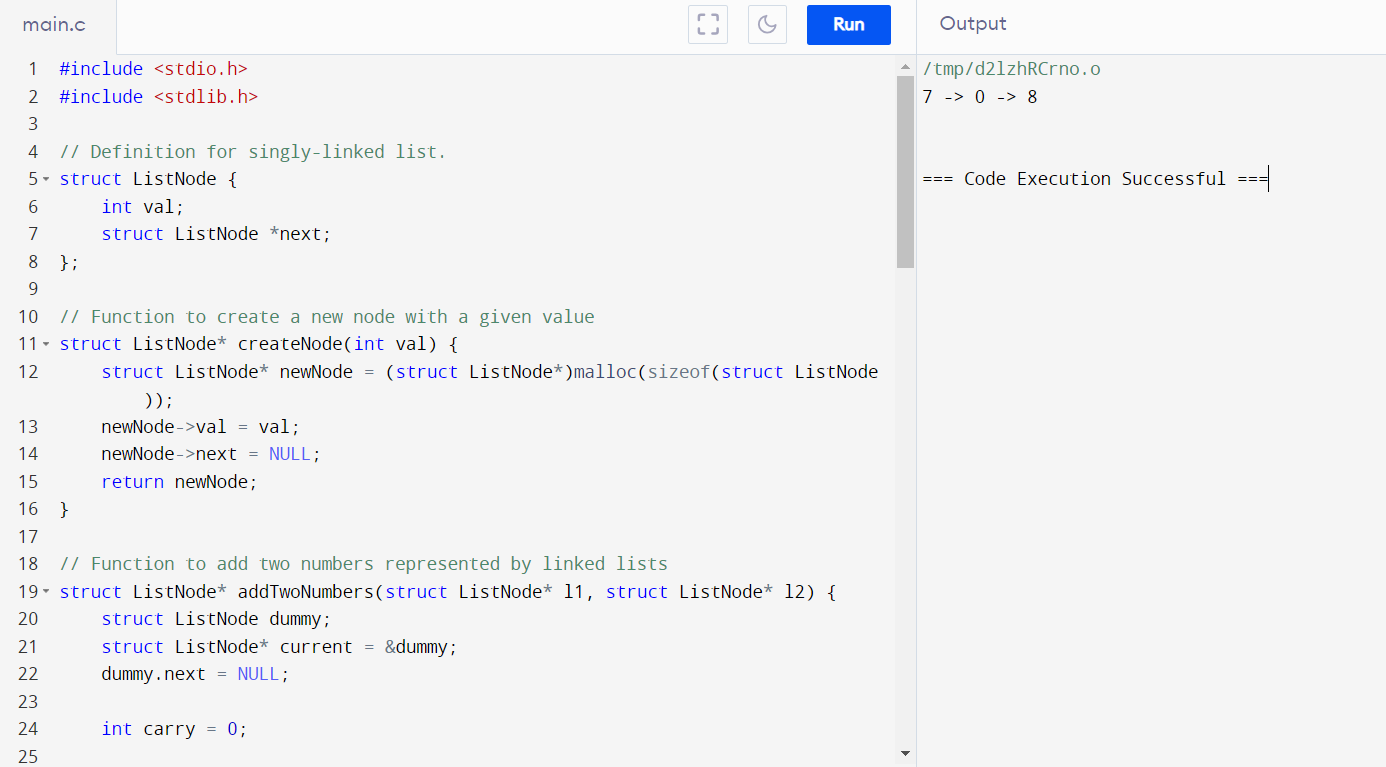 main.c
Run
Output
1 #include <stdio.h>
2 #include <stdlib.h>
3
4 // Definition for singly-linked list.
5 struct ListNode {
6     int val;
7     struct ListNode *next;
8 };
9
10 // Function to create a new node with a given value
11 struct ListNode* createNode(int val) {
12     struct ListNode* newNode = (struct ListNode*)malloc(sizeof(struct ListNode
));
13     newNode->val = val;
14     newNode->next = NULL;
15     return newNode;
16 }
17
18 // Function to add two numbers represented by linked lists
19 struct ListNode* addTwoNumbers(struct ListNode* l1, struct ListNode* l2) {
20     struct ListNode dummy;
21     struct ListNode* current = &dummy;
22     dummy.next = NULL;
23
24     int carry = 0;
25
/tmp/d2lzhRCrno.o
7 -> 0 -> 8
=== Code Execution Successful ===